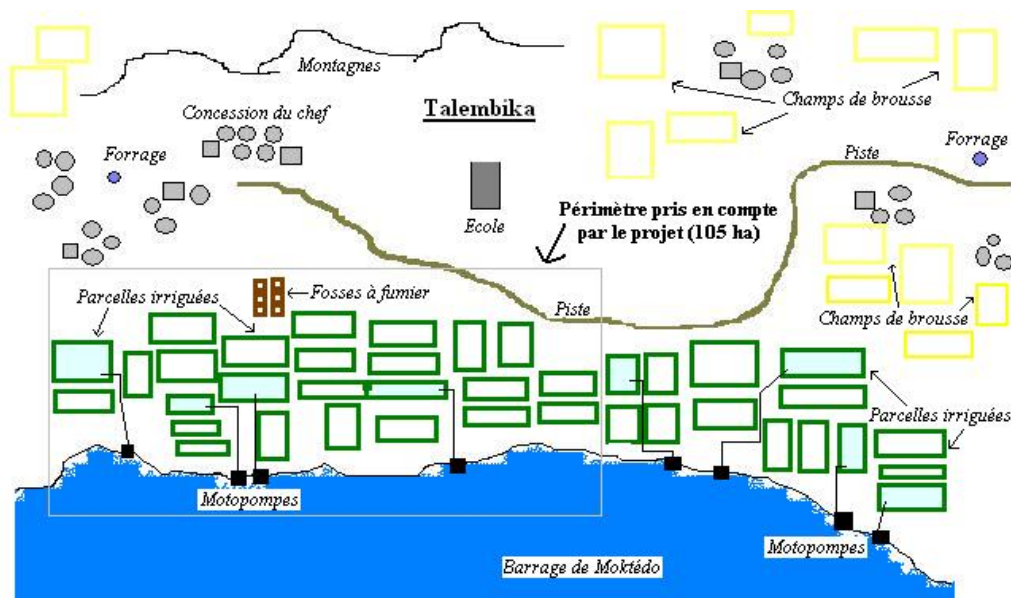 Montagnes
Champs de brousse
Concession du chef
Talembika
Forrage
Piste
Forrage
Périmètre pris en compte
par le projet (105 ha)
Ecole
Parcelles irriguées
Fosses à fumier
Piste
Champs de brousse
Parcelles irriguées
Motopompes
Motopompes
Barrage de Moktédo